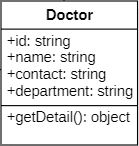 Doctor
+id: string
+name: string
+contact: string
+department: string
+getDetail(): object